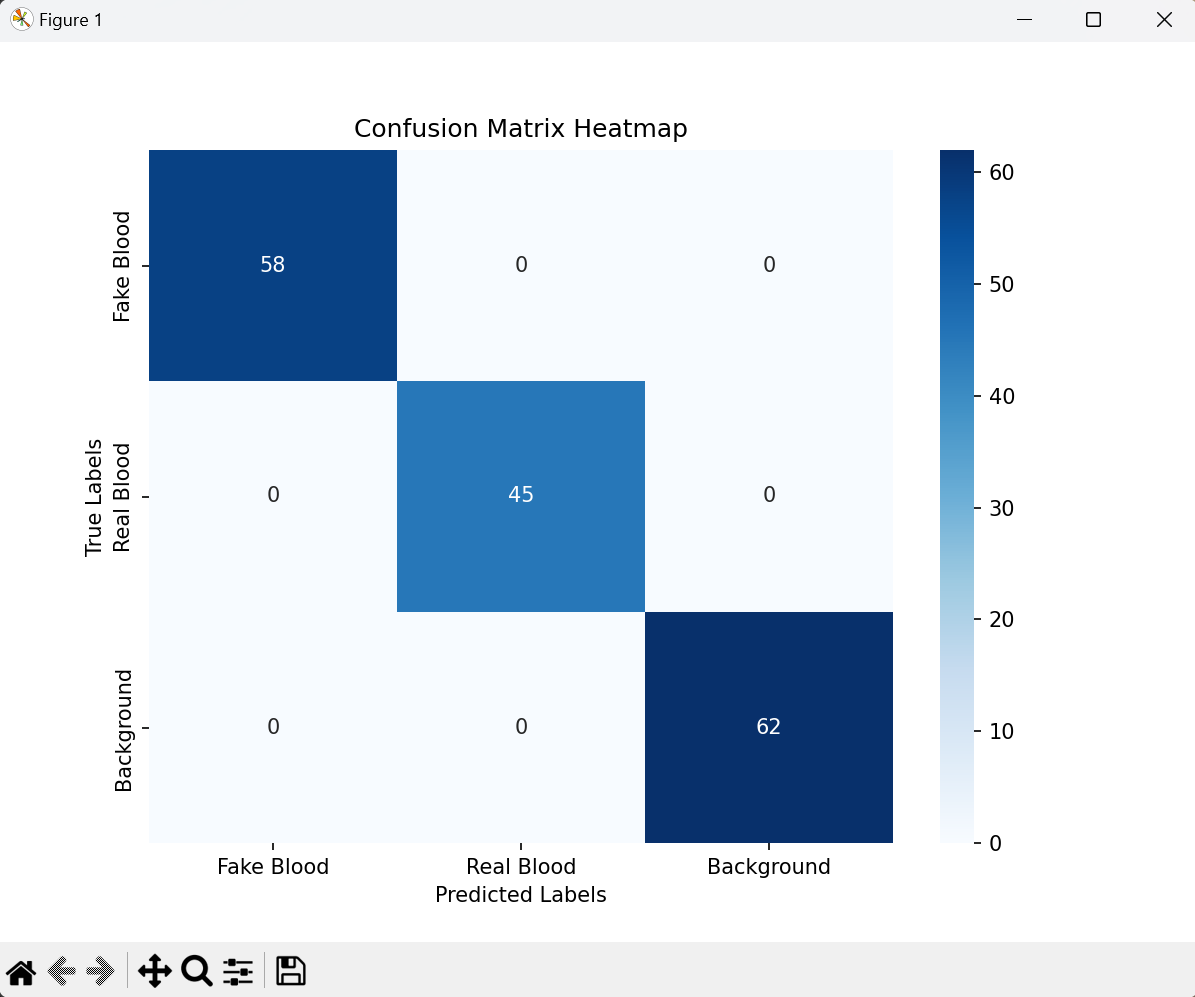 Figure 1
Confusion Matrix Heatmap
Fake Blood
Real Blood
Background
True Labels
58 0 0
0 45 0
0 0 62
Fake Blood Real Blood Background
Predicted Labels
60
50
40
30
20
10
0